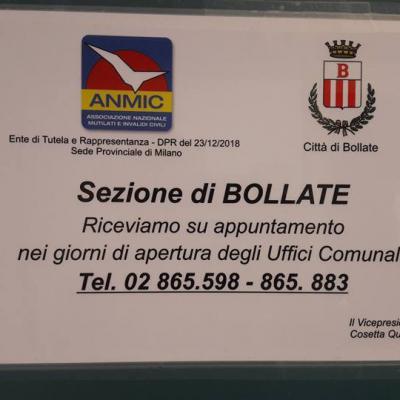 ANMIC
ASSOCIAZIONE NAZIONALE
MUTILATI E INVALIDI CIVILI
Ente di Tutela e Rappresentanza - DPR del 23/12/2018
Sede Provinciale di Milano
B
Città di Bollate
Sezione di BOLLATE
Riceviamo su appuntamento
nei giorni di apertura degli Uffici Comunal
Tel. 02 865.598 - 865. 883
Il Vicepresid
Cosetta Qu